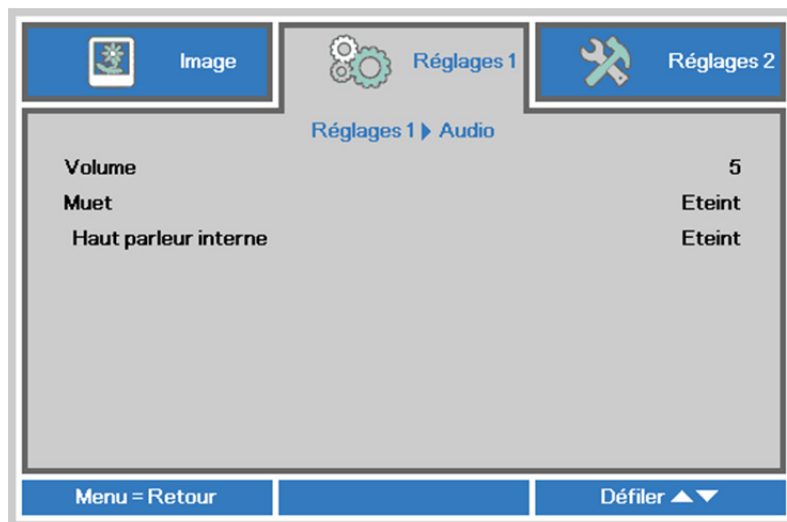 Image
Réglages 1
Réglages 2
Réglages 1 ▶ Audio
Volume 5
Muet Eteint
Haut parleur interne Eteint
Menu = Retour
Défiler ▲▼